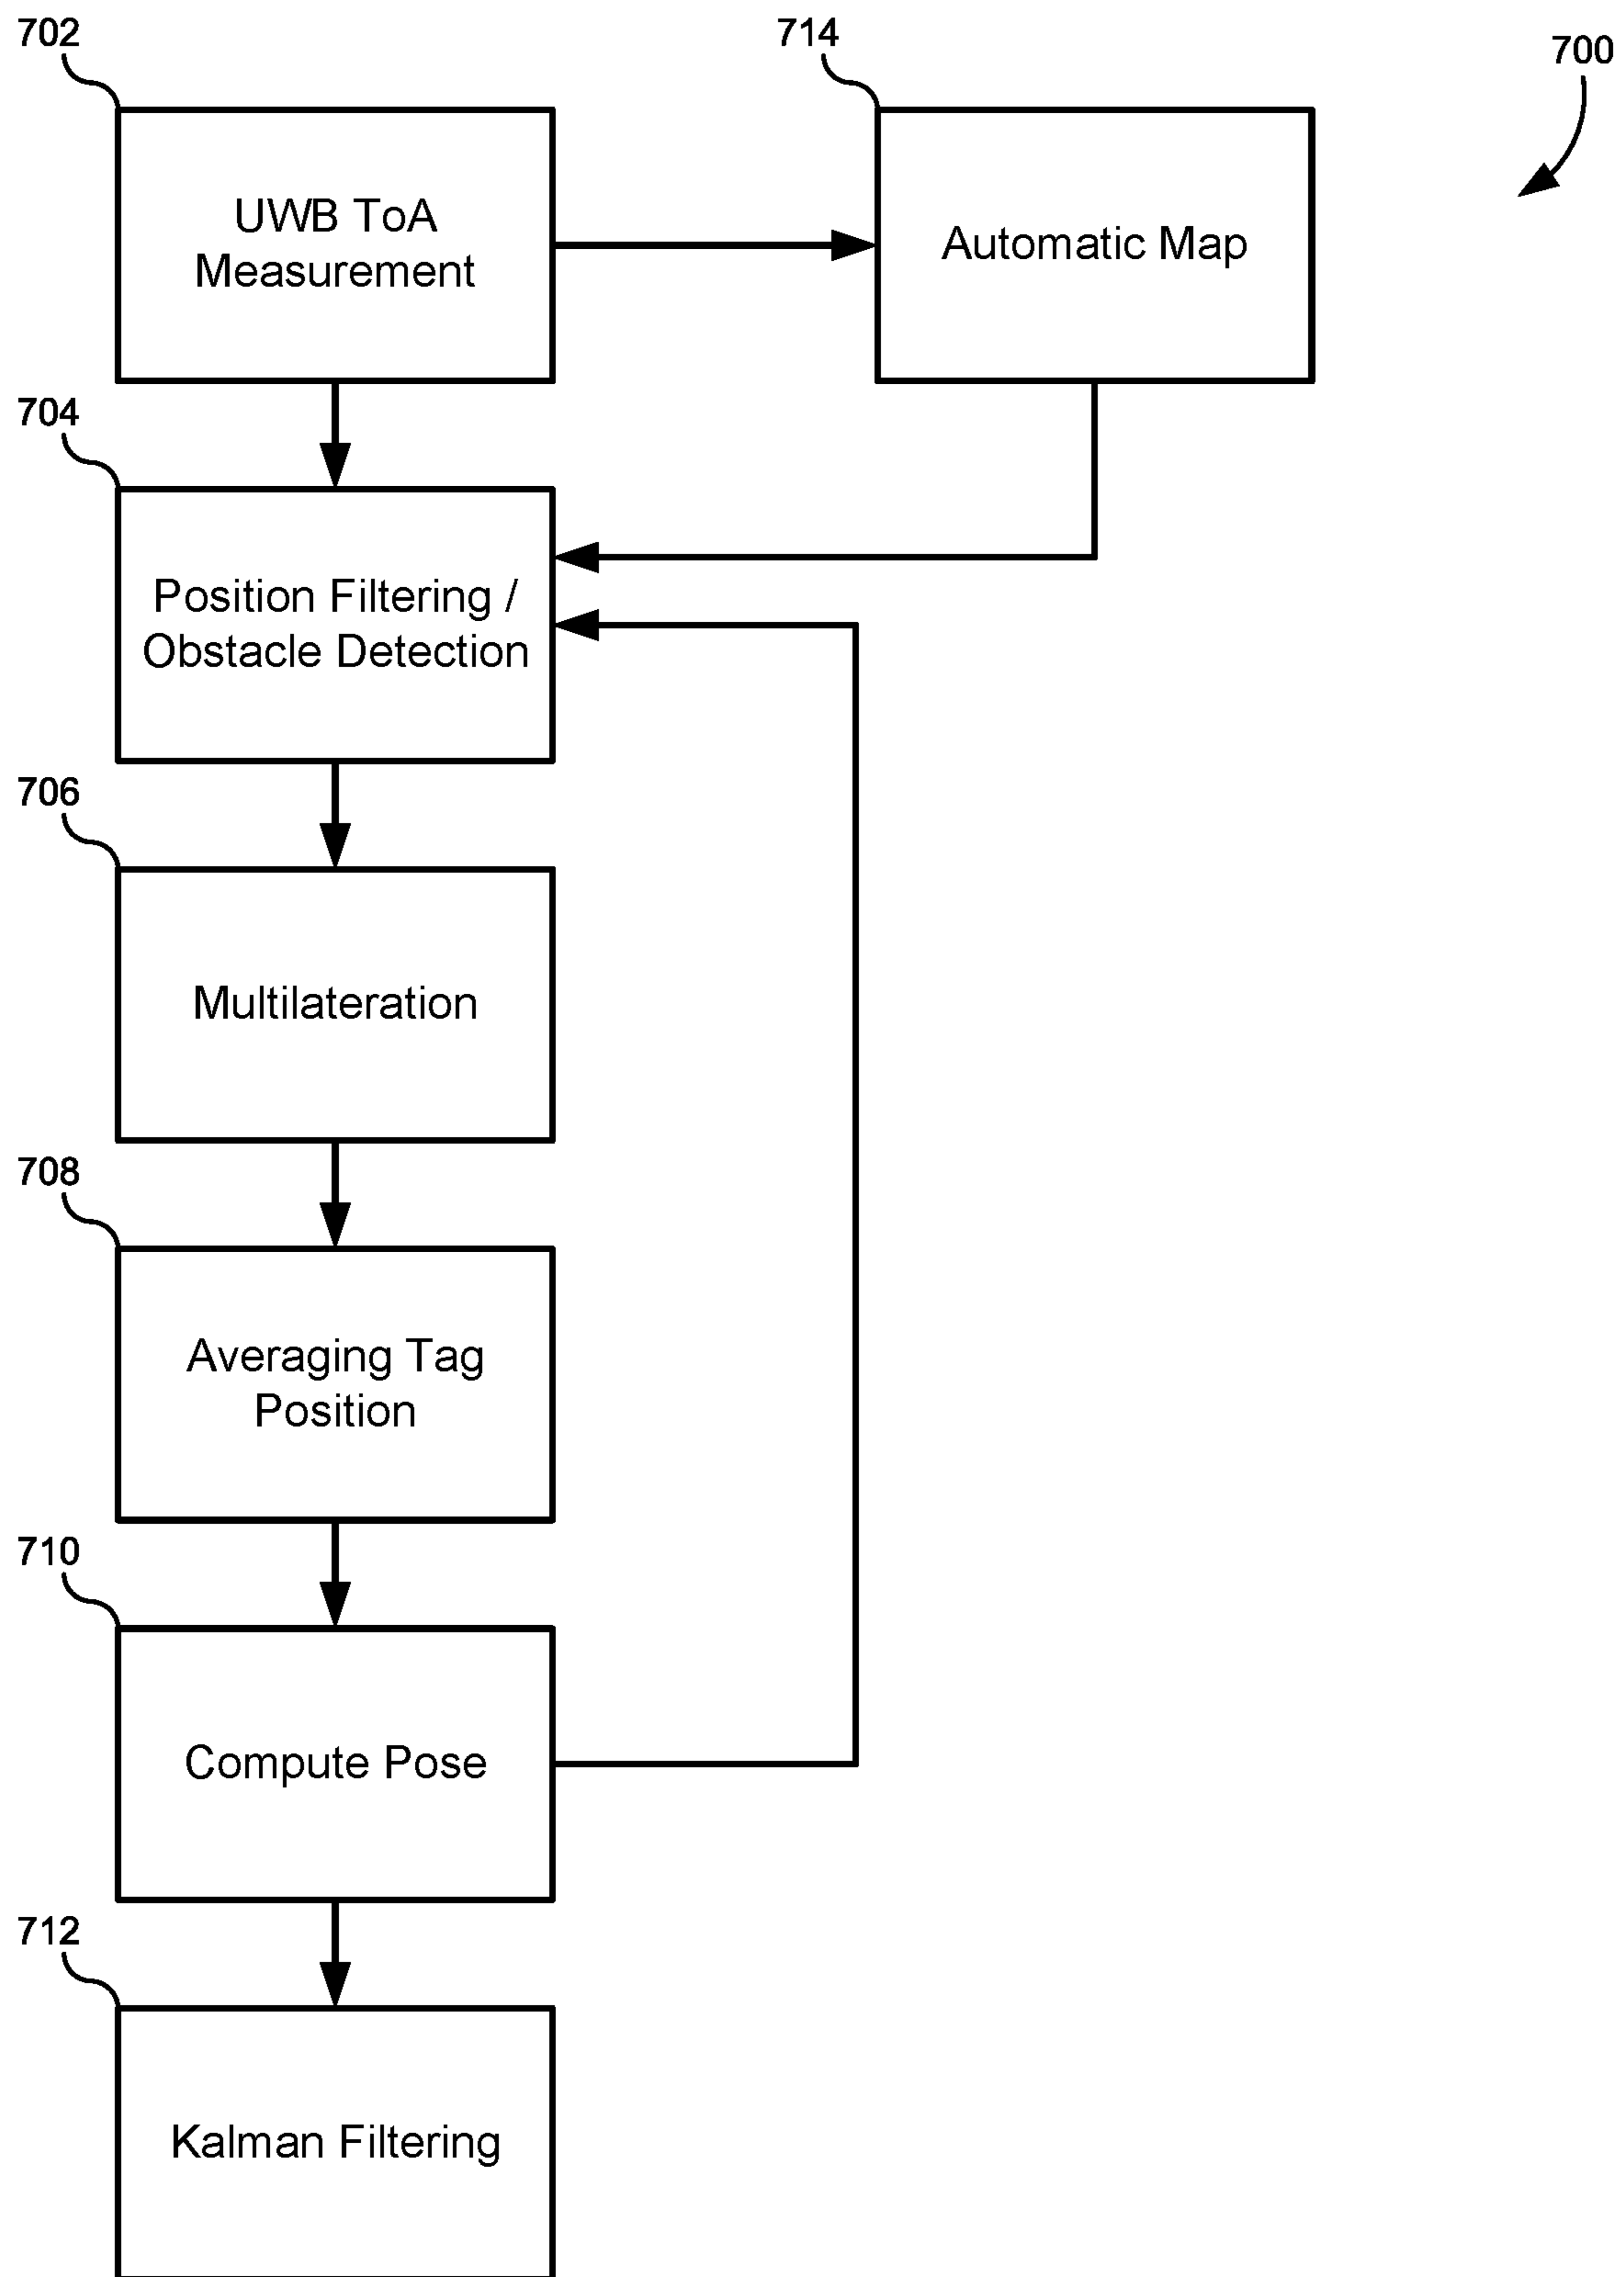 702
714
700
UWB ToA
Measurement
Automatic Map
704
Position Filtering /
Obstacle Detection
706
Multilateration
708
Averaging Tag
Position
710
Compute Pose
712
Kalman Filtering